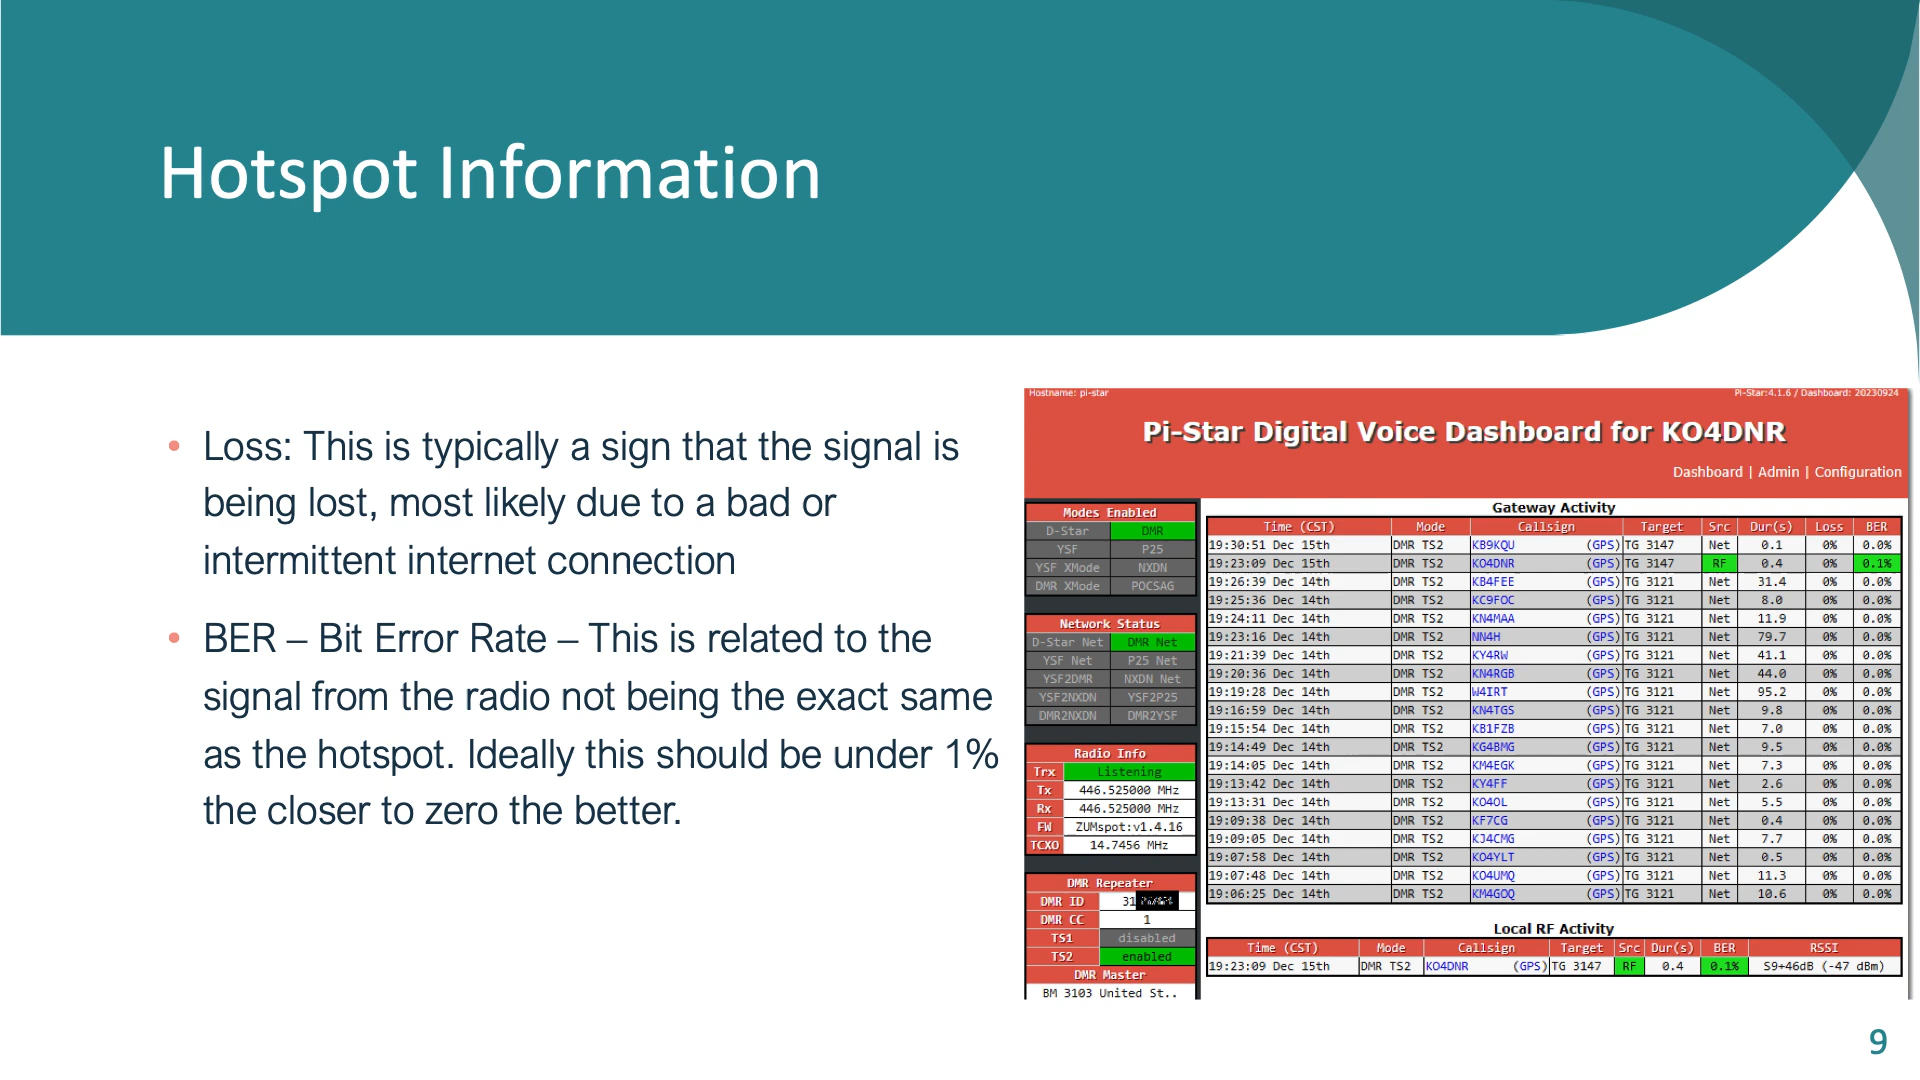 Hotspot Information
• Loss: This is typically a sign that the signal is
being lost, most likely due to a bad or
intermittent internet connection
• BER – Bit Error Rate – This is related to the
signal from the radio not being the exact same
as the hotspot. Ideally this should be under 1%
the closer to zero the better.
Hostname: pi-star Pi-Star:4.1.6 / Dashboard: 20230924
Pi-Star Digital Voice Dashboard for KO4DNR
Dashboard | Admin | Configuration
Modes Enabled
D-Star DMR
YSF P25
YSF XMode NXDN
DMR XMode POCSAG
Network Status
D-Star Net DMR Net
YSF Net P25 Net
YSF2DMR NXDN Net
YSF2NXDN YSF2P25
DMR2NXDN DMR2YSF
Radio Info
Trx Listening
Tx 446.525000 MHz
Rx 446.525000 MHz
FW ZUMspot:v1.4.16
TCXO 14.7456 MHz
DMR Repeater
DMR ID 31
DMR CC 1
TS1 disabled
TS2 enabled
DMR Master
BM 3103 United St..
Gateway Activity
Time (CST) Mode Callsign Target Src Dur(s) Loss BER
19:30:51 Dec 15th DMR TS2 KB9KQU (GPS) TG 3147 Net 0.1 0% 0.0%
19:23:09 Dec 15th DMR TS2 KO4DNR (GPS) TG 3147 RF 0.4 0% 0.1%
19:26:39 Dec 14th DMR TS2 KB4FEE (GPS) TG 3121 Net 31.4 0% 0.0%
19:25:36 Dec 14th DMR TS2 KC9FOC (GPS) TG 3121 Net 8.0 0% 0.0%
19:24:11 Dec 14th DMR TS2 KN4MAA (GPS) TG 3121 Net 11.9 0% 0.0%
19:23:16 Dec 14th DMR TS2 NN4H (GPS) TG 3121 Net 79.7 0% 0.0%
19:21:39 Dec 14th DMR TS2 KY4RW (GPS) TG 3121 Net 41.1 0% 0.0%
19:20:36 Dec 14th DMR TS2 KN4RGB (GPS) TG 3121 Net 44.0 0% 0.0%
19:19:28 Dec 14th DMR TS2 W4IRT (GPS) TG 3121 Net 95.2 0% 0.0%
19:16:59 Dec 14th DMR TS2 KN4TGS (GPS) TG 3121 Net 9.8 0% 0.0%
19:15:54 Dec 14th DMR TS2 KB1FZB (GPS) TG 3121 Net 7.0 0% 0.0%
19:14:49 Dec 14th DMR TS2 KG4BMG (GPS) TG 3121 Net 9.5 0% 0.0%
19:14:05 Dec 14th DMR TS2 KM4EGK (GPS) TG 3121 Net 7.3 0% 0.0%
19:13:42 Dec 14th DMR TS2 KY4FF (GPS) TG 3121 Net 2.6 0% 0.0%
19:13:31 Dec 14th DMR TS2 KO4OL (GPS) TG 3121 Net 5.5 0% 0.0%
19:09:38 Dec 14th DMR TS2 KF7CG (GPS) TG 3121 Net 0.4 0% 0.0%
19:09:05 Dec 14th DMR TS2 KJ4CMG (GPS) TG 3121 Net 7.7 0% 0.0%
19:07:58 Dec 14th DMR TS2 KO4YLT (GPS) TG 3121 Net 0.5 0% 0.0%
19:07:48 Dec 14th DMR TS2 KO4UMQ (GPS) TG 3121 Net 11.3 0% 0.0%
19:06:25 Dec 14th DMR TS2 KM4GOQ (GPS) TG 3121 Net 10.6 0% 0.0%
Local RF Activity
Time (CST) Mode Callsign Target Src Dur(s) BER RSSI
19:23:09 Dec 15th DMR TS2 KO4DNR (GPS) TG 3147 RF 0.4 0.1% S9+46dB (-47 dBm)
9